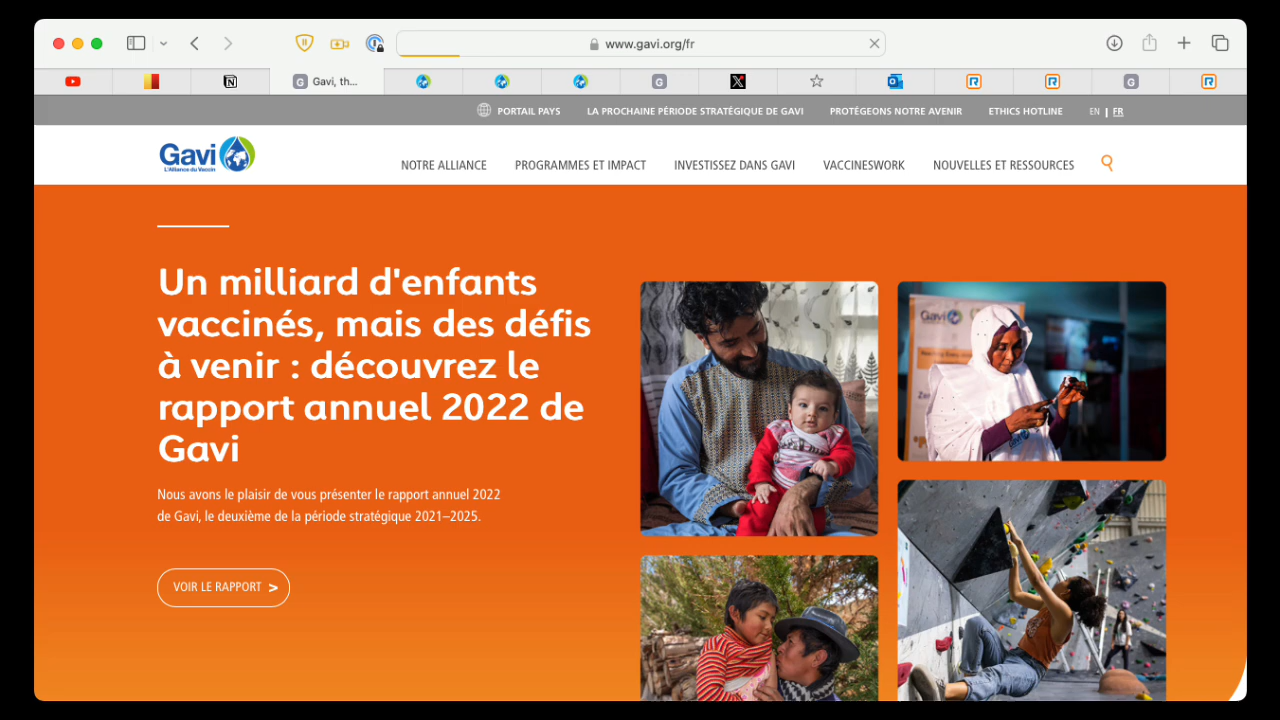 www.gavi.org/fr
Gavi, th...
PORTAIL PAYS LA PROCHAINE PÉRIODE STRATÉGIQUE DE GAVI PROTÉGEONS NOTRE AVENIR ETHICS HOTLINE EN | FR
Gavi
L'Alliance du Vaccin
NOTRE ALLIANCE PROGRAMMES ET IMPACT INVESTISSEZ DANS GAVI VACCINESWORK NOUVELLES ET RESSOURCES
Un milliard d'enfants
vaccinés, mais des défis
à venir : découvrez le
rapport annuel 2022 de
Gavi
Nous avons le plaisir de vous présenter le rapport annuel 2022
de Gavi, le deuxième de la période stratégique 2021–2025.
VOIR LE RAPPORT >
Gavi